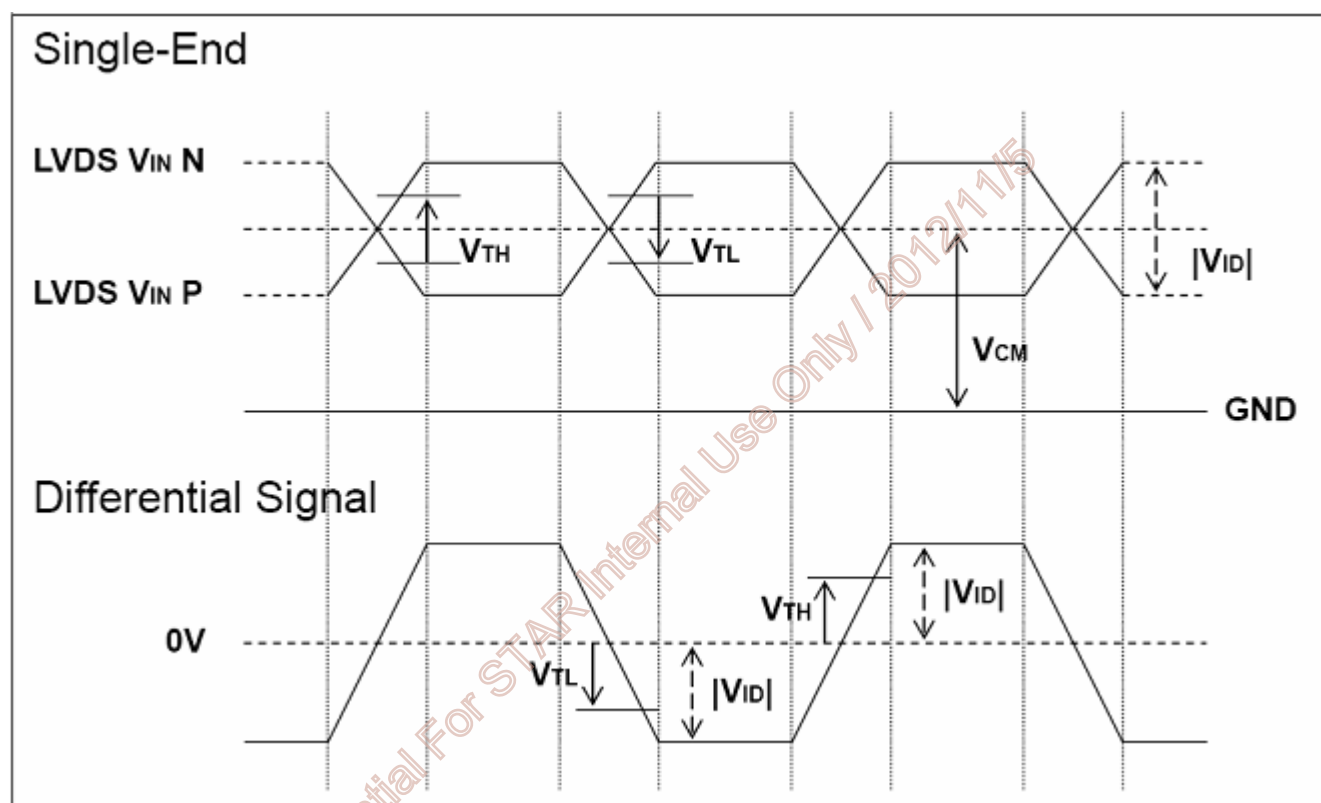 Single-End
LVDS VIN N
VTH
VTL
|VID|
LVDS VIN P
VCM
GND
Differential Signal
VTH
|VID|
0V
VTL
|VID|
For STAR Internal Use Only / 2012/11/5